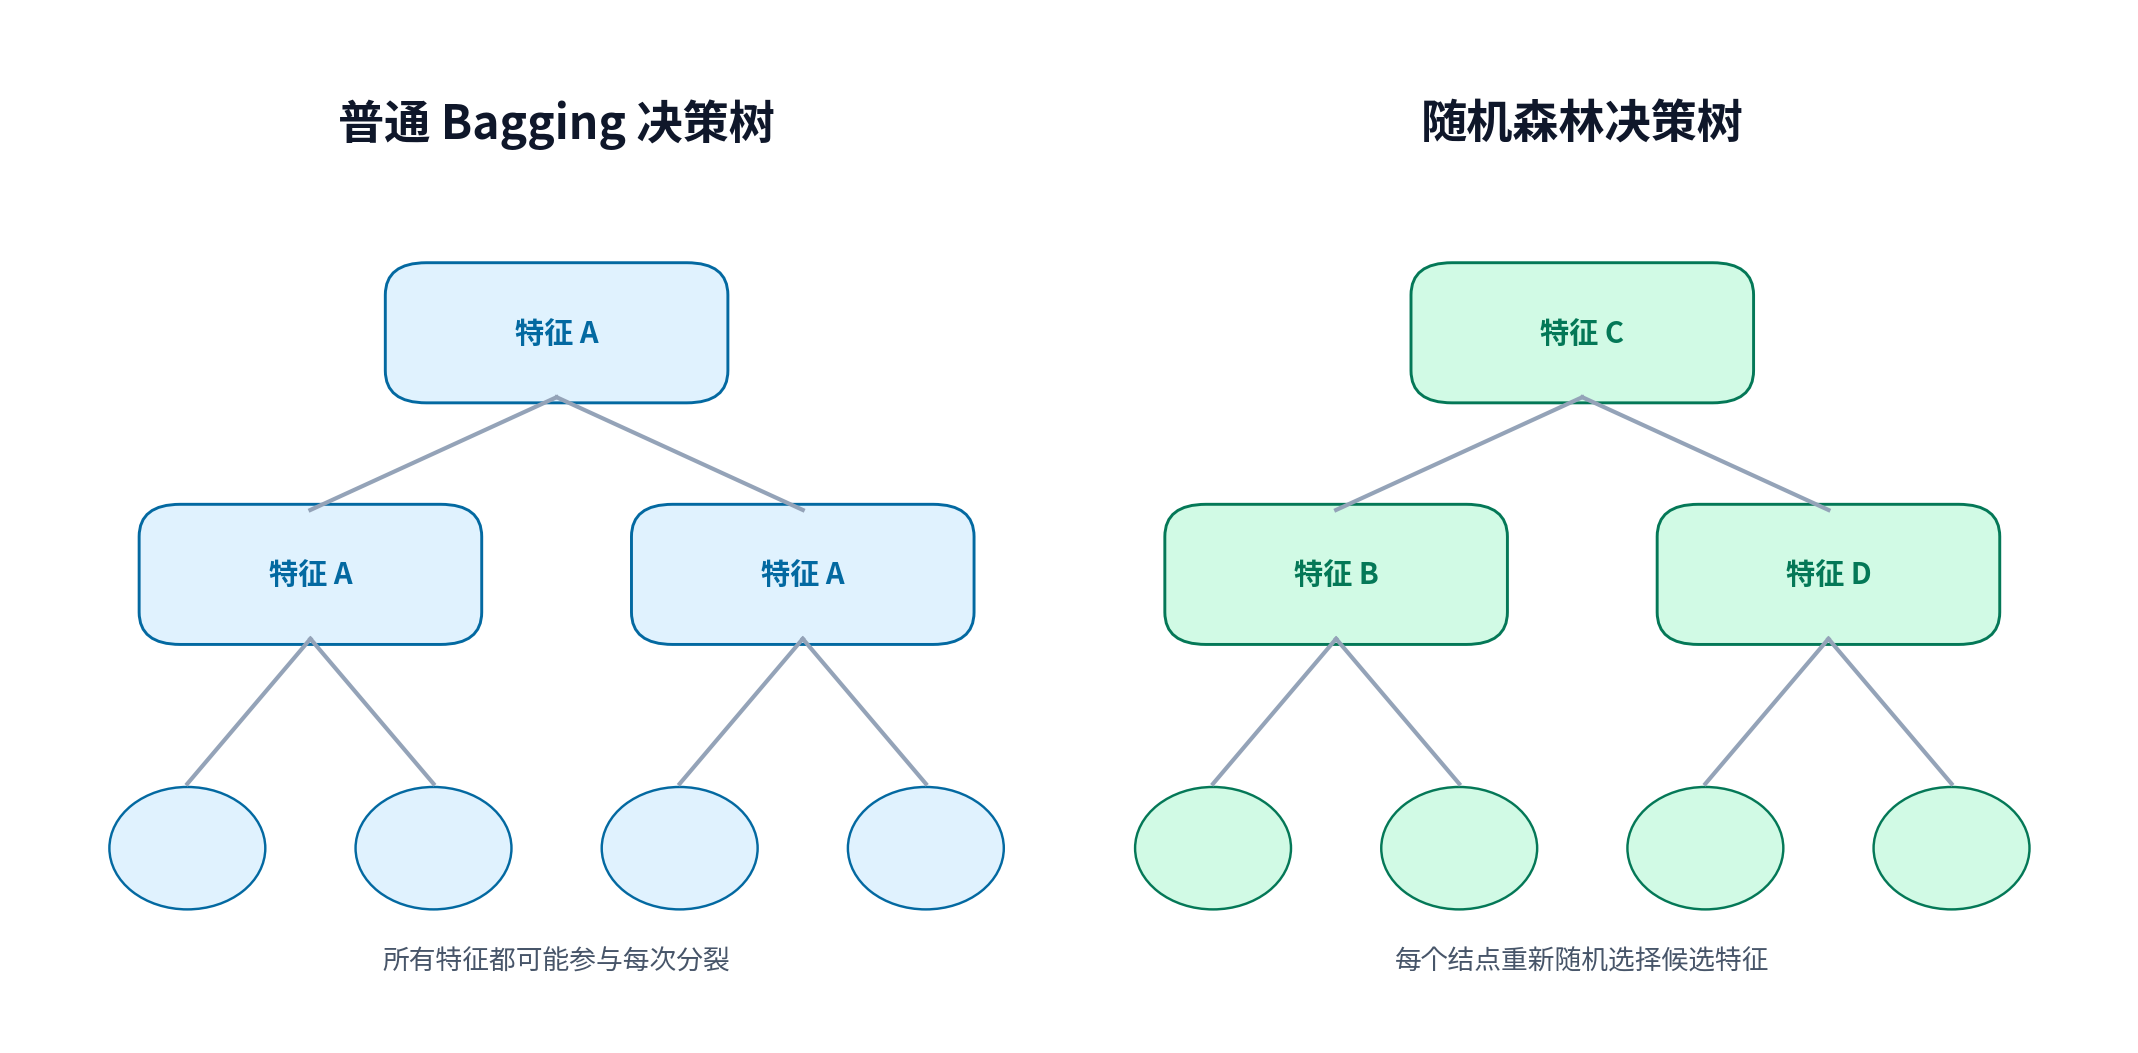 普通 Bagging 决策树
特征 A
特征 A
特征 A
所有特征都可能参与每次分裂
随机森林决策树
特征 C
特征 B
特征 D
每个结点重新随机选择候选特征